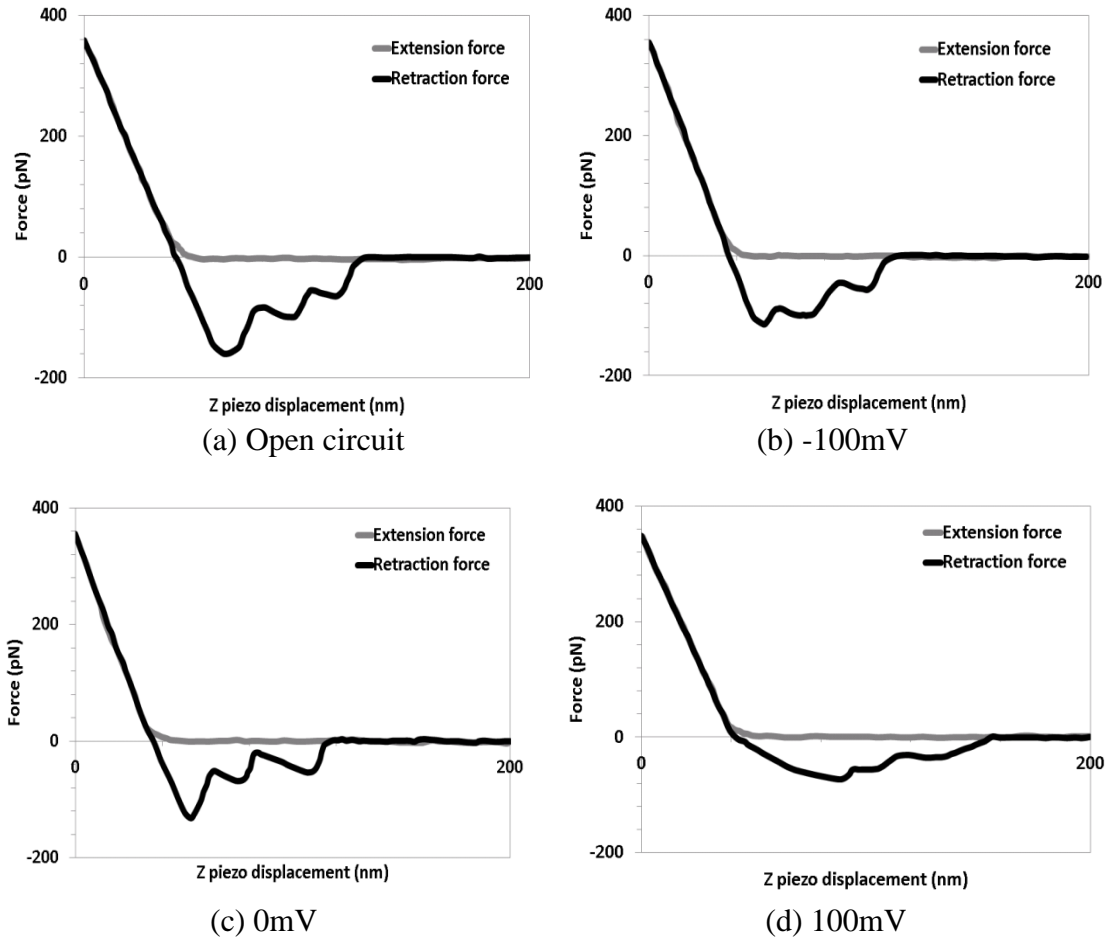 400
Extension force
Retraction force
200
Force (pN)
0
0
200
-200
Z piezo displacement (nm)
(a) Open circuit
400
Extension force
Retraction force
200
Force (pN)
0
0
200
-200
Z piezo displacement (nm)
(b) -100mV
400
Extension force
Retraction force
200
Force (pN)
0
0
200
-200
Z piezo displacement (nm)
(c) 0mV
400
Extension force
Retraction force
200
Force (pN)
0
0
200
-200
Z piezo displacement (nm)
(d) 100mV